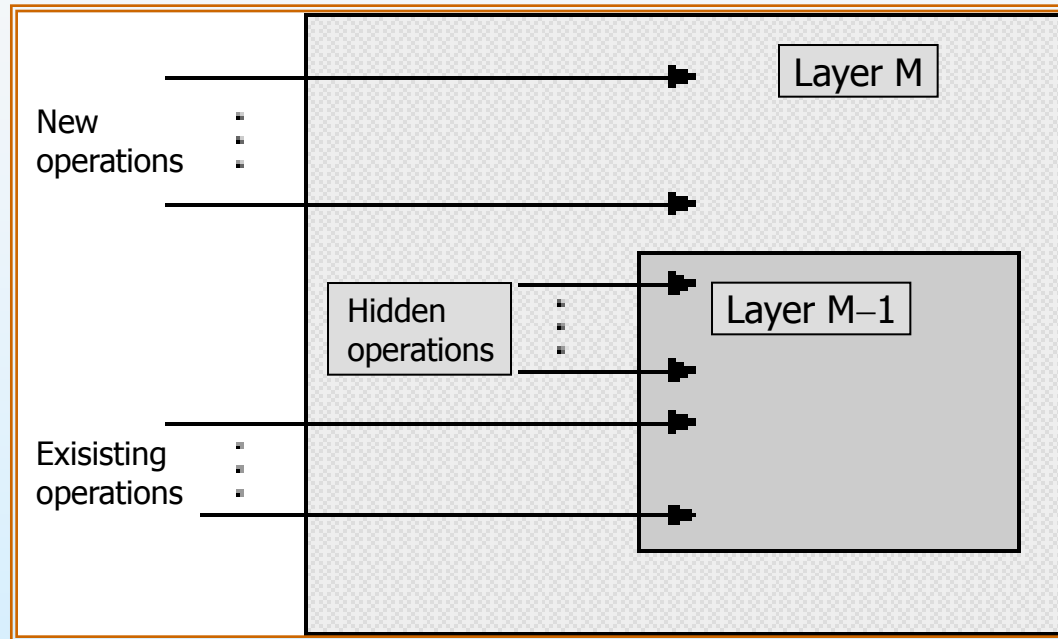 Layer M
New
operations
Hidden
operations
Layer M–1
Exisisting
operations